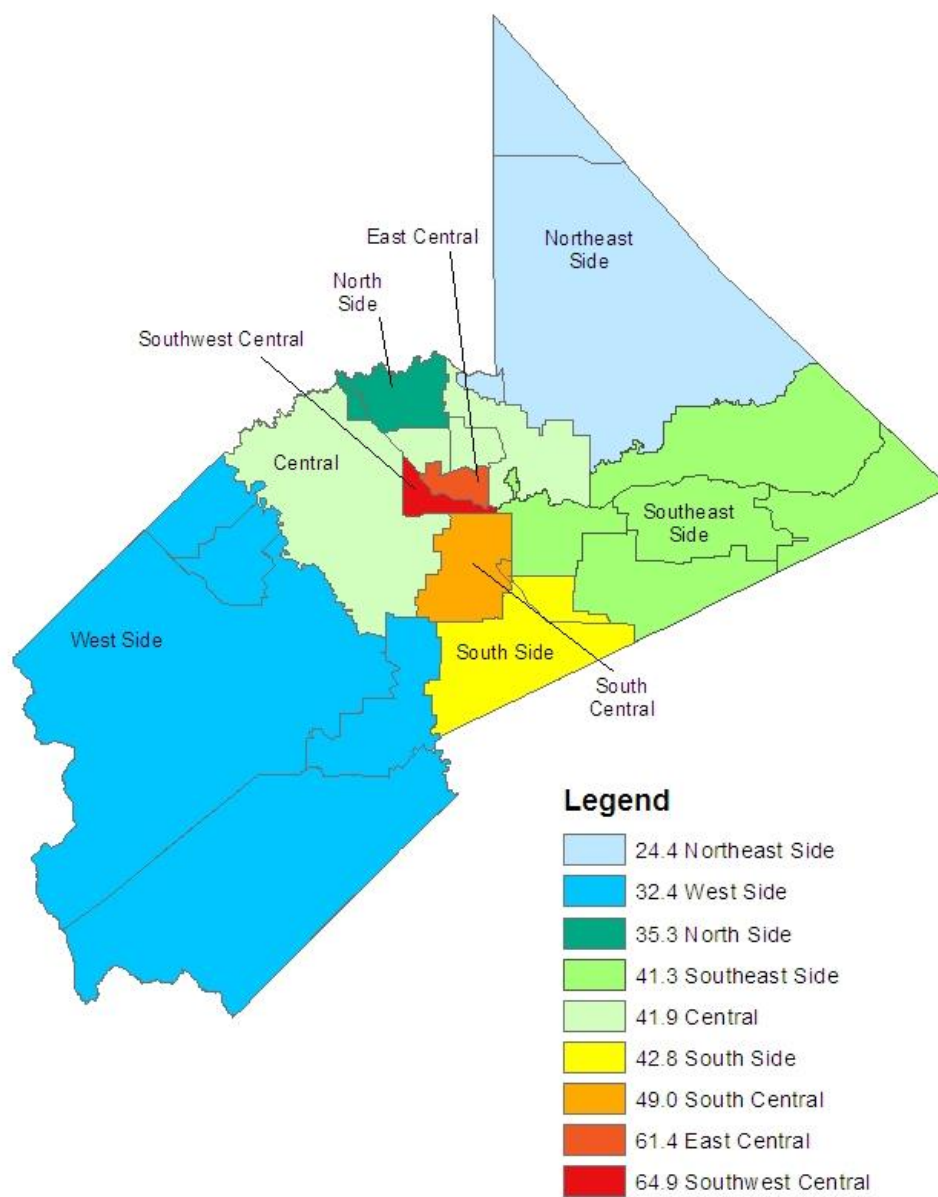 Northeast
Side
East Central
North
Side
Southwest Central
Central
Southeast
Side
West Side
South Side
South
Central
Legend
24.4 Northeast Side
32.4 West Side
35.3 North Side
41.3 Southeast Side
41.9 Central
42.8 South Side
49.0 South Central
61.4 East Central
64.9 Southwest Central